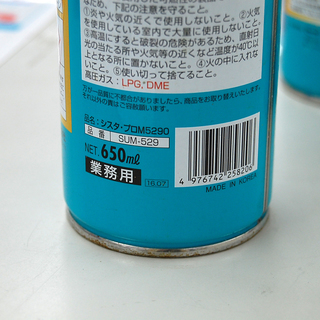 るため、下記の注意を守ること。
①炎や火気の近くで使用しないこと。②火気
を使用している室内で大量に使用しないこと。
③高温にすると破裂の危険があるため、直射日
光の当たる所や火気等の近くなど温度が40℃以
上となる所に置かないこと。④火の中に入れ
ないこと。⑤使い切って捨てること。
高圧ガス：LPG, DME
万が一品質に不都合がありましたら、商品をお取り替えいたします。
それ以外の責はご容赦願います。
品名：シスタ・プロM5290
品番 SUM-529
NET 650ml
業務用
16.07
4 976742 258206
MADE IN KOREA